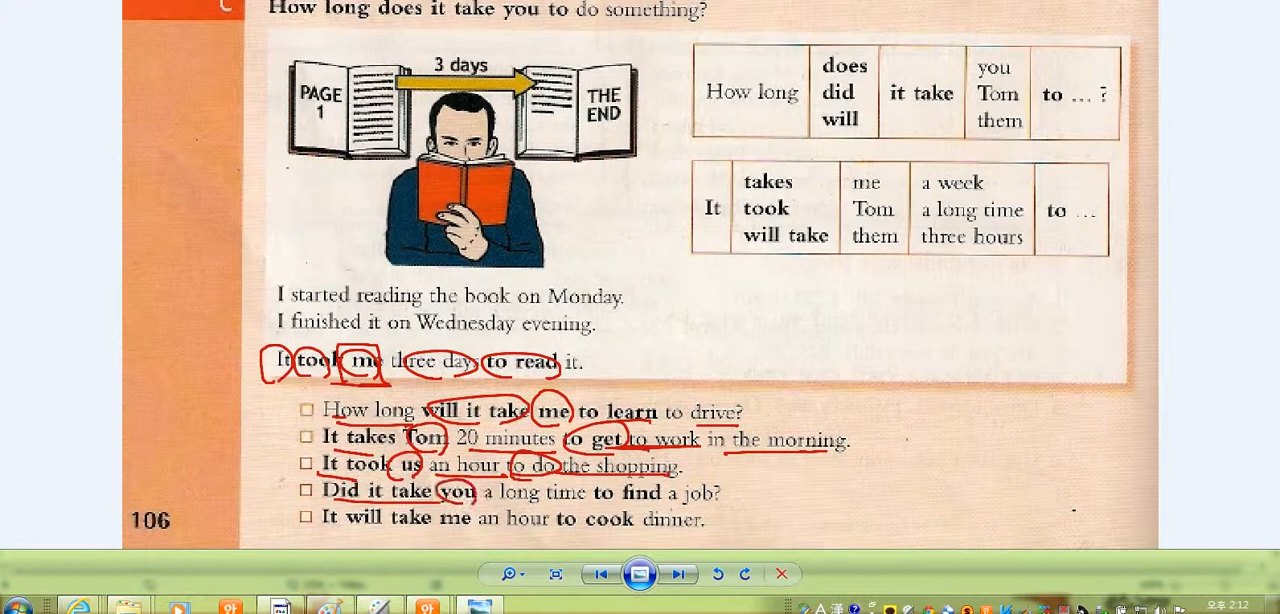 C
How long does it take you to do something?
3 days
PAGE
1
THE
END
How long does did will it take you Tom them to ... ?
It takes took will take me Tom them a week a long time three hours to ...
I started reading the book on Monday.
I finished it on Wednesday evening.
It took me three days to read it.
How long will it take me to learn to drive?
It takes Tom 20 minutes to get to work in the morning.
It took us an hour to do the shopping.
Did it take you a long time to find a job?
It will take me an hour to cook dinner.
106
A 漢
오후 2:12